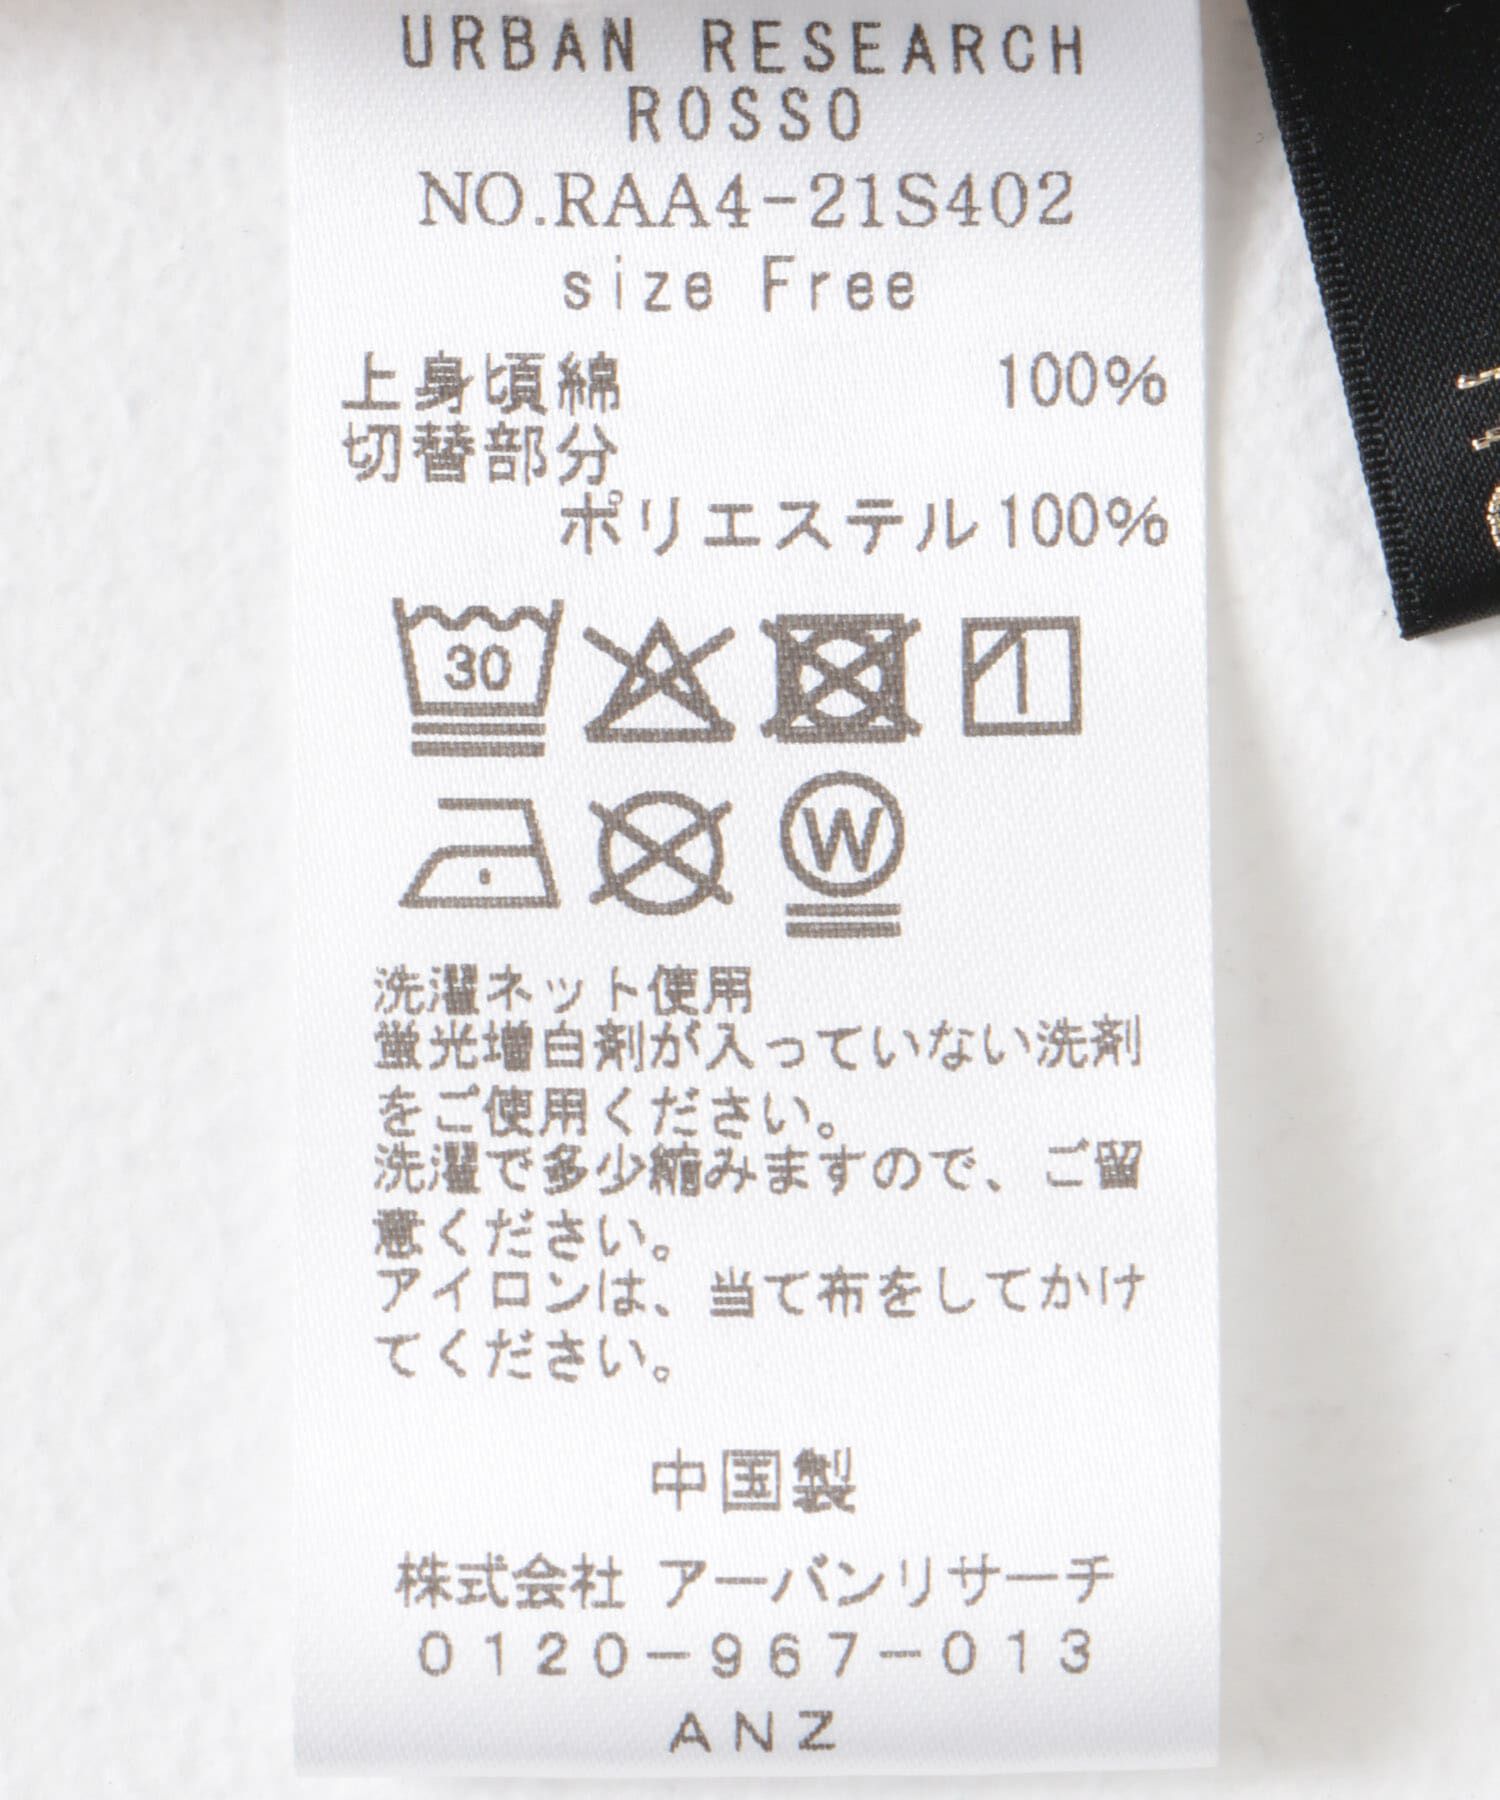 URBAN RESEARCH
ROSSO
NO.RAA4-21S402
size Free
上身頃綿 100%
切替部分
ポリエステル100%
30
W
洗濯ネット使用
蛍光増白剤が入っていない洗剤
をご使用ください。
洗濯で多少縮みますので、ご留
意ください。
アイロンは、当て布をしてかけ
てください。
中国製
株式会社 アーバンリサーチ
0120-967-013
ANZ